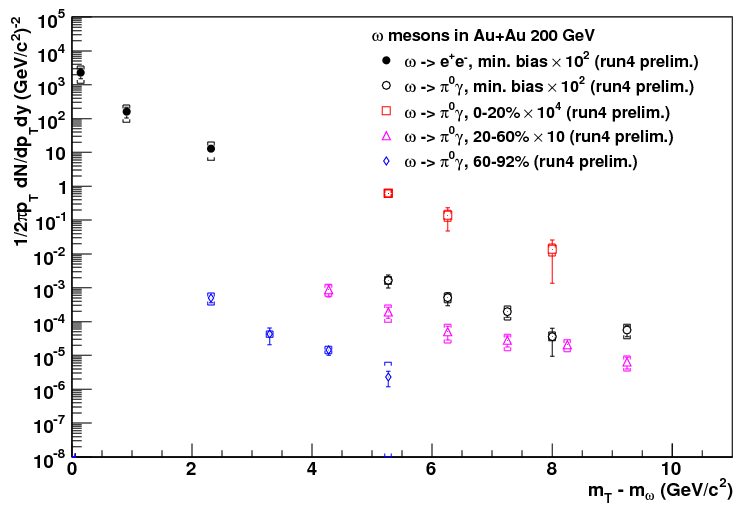 ω mesons in Au+Au 200 GeV
ω -> e⁺e⁻, min. bias × 10² (run4 prelim.)
ω -> π⁰γ, min. bias × 10² (run4 prelim.)
ω -> π⁰γ, 0-20% × 10⁴ (run4 prelim.)
ω -> π⁰γ, 20-60% × 10 (run4 prelim.)
ω -> π⁰γ, 60-92% (run4 prelim.)
1/2πp_T dN/dp_T dy (GeV/c²)⁻²
10⁵
10⁴
10³
10²
10
1
10⁻¹
10⁻²
10⁻³
10⁻⁴
10⁻⁵
10⁻⁶
10⁻⁷
10⁻⁸
0 2 4 6 8 10
m_T - m_ω (GeV/c²)